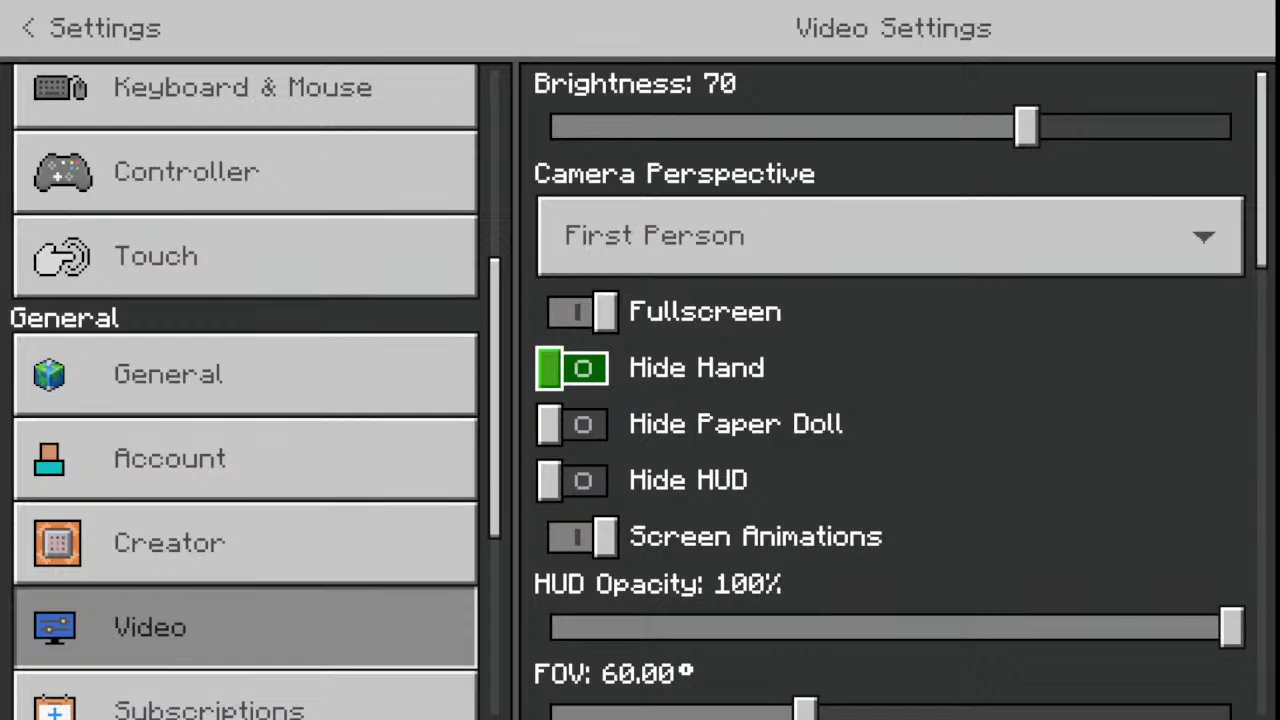 Settings
Video Settings
Keyboard & Mouse
Controller
Touch
General
General
Account
Creator
Video
Subscriptions
Brightness: 70
Camera Perspective
First Person
Fullscreen
Hide Hand
Hide Paper Doll
Hide HUD
Screen Animations
HUD Opacity: 100%
FOV: 60.00°